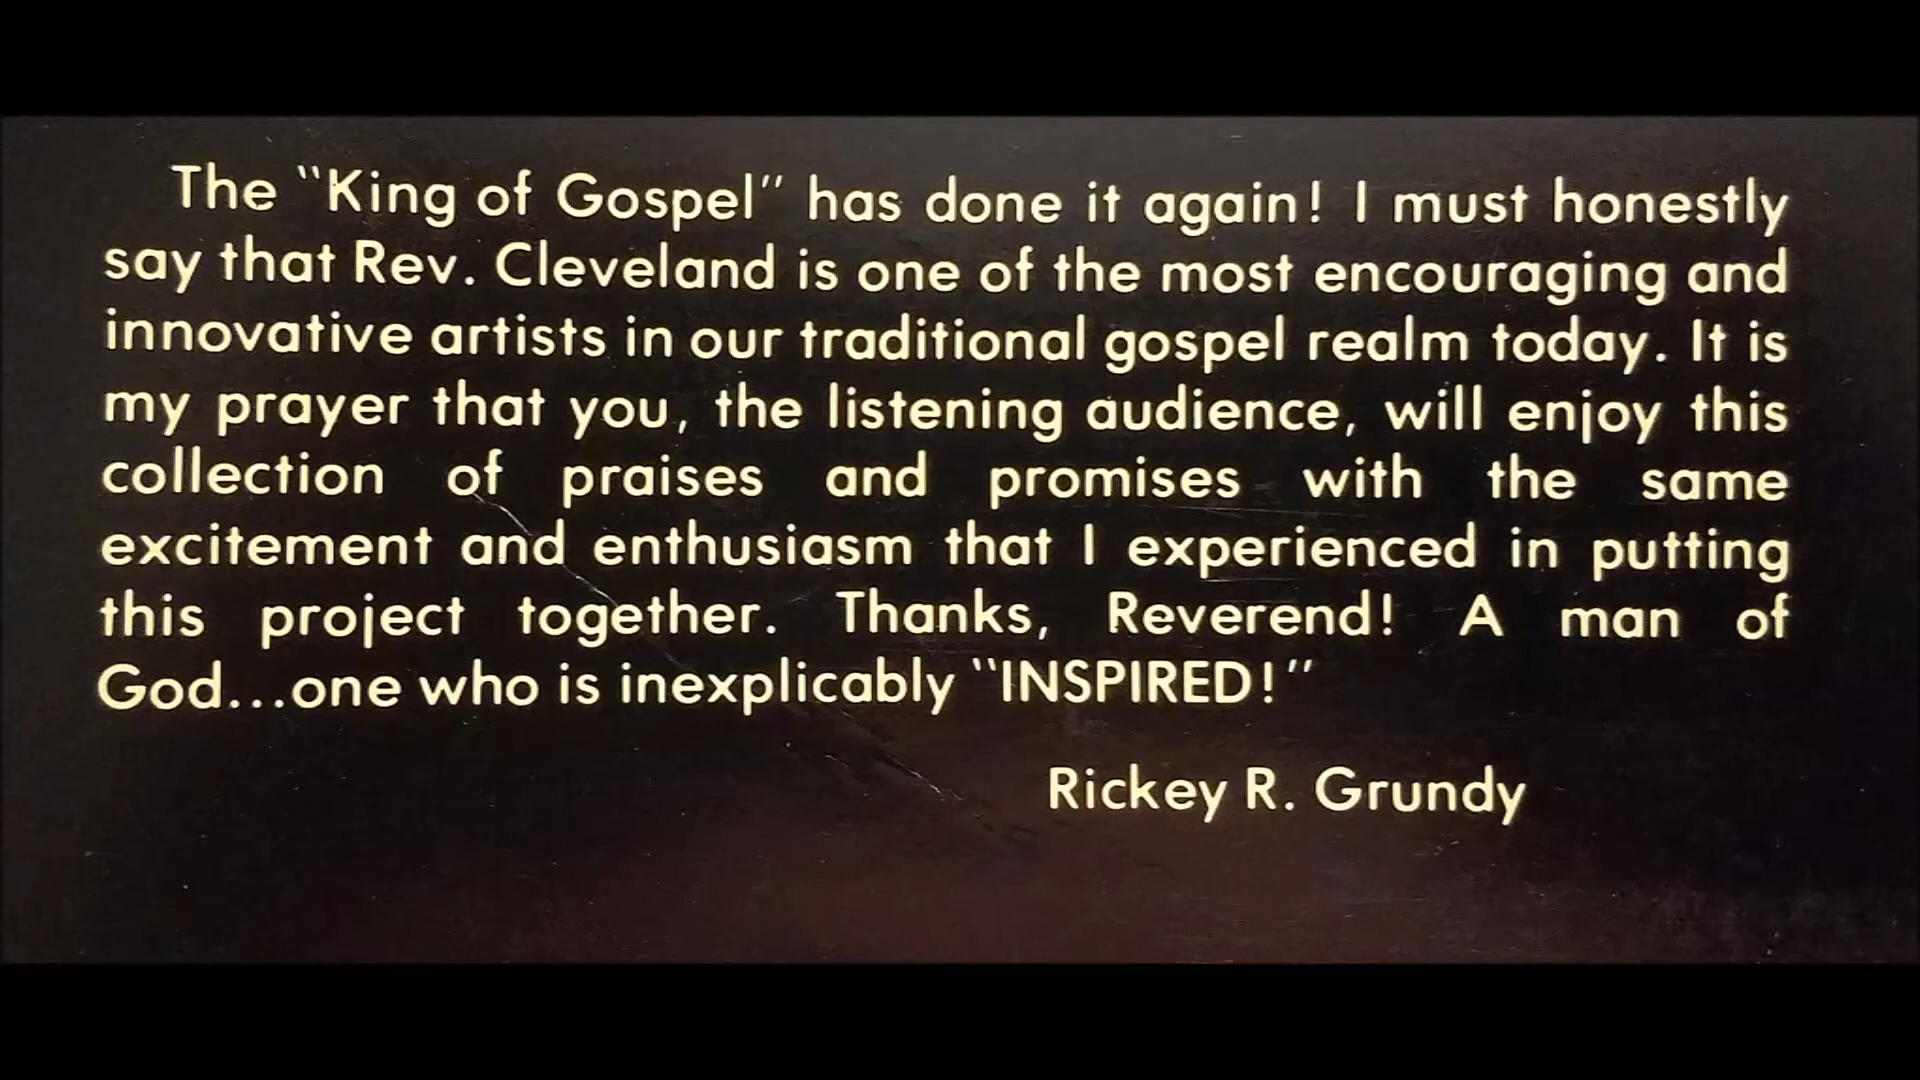 The "King of Gospel" has done it again! I must honestly
say that Rev. Cleveland is one of the most encouraging and
innovative artists in our traditional gospel realm today. It is
my prayer that you, the listening audience, will enjoy this
collection of praises and promises with the same
excitement and enthusiasm that I experienced in putting
this project together. Thanks, Reverend! A man of
God...one who is inexplicably "INSPIRED!"
Rickey R. Grundy